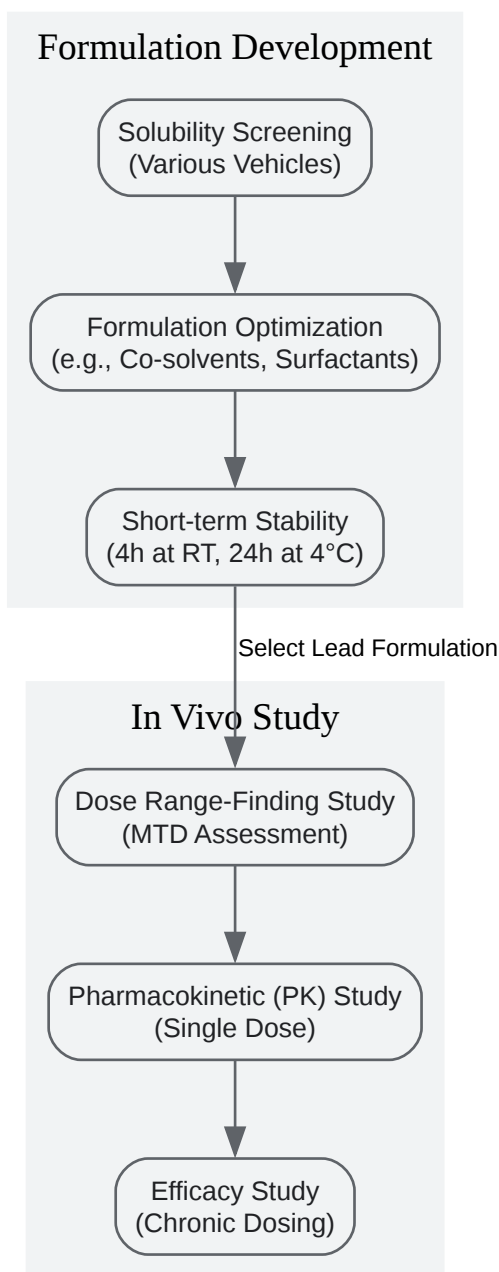 Formulation Development
Solubility Screening
(Various Vehicles)
Formulation Optimization
(e.g., Co-solvents, Surfactants)
Short-term Stability
(4h at RT, 24h at 4°C)
Select Lead Formulation
In Vivo Study
Dose Range-Finding Study
(MTD Assessment)
Pharmacokinetic (PK) Study
(Single Dose)
Efficacy Study
(Chronic Dosing)